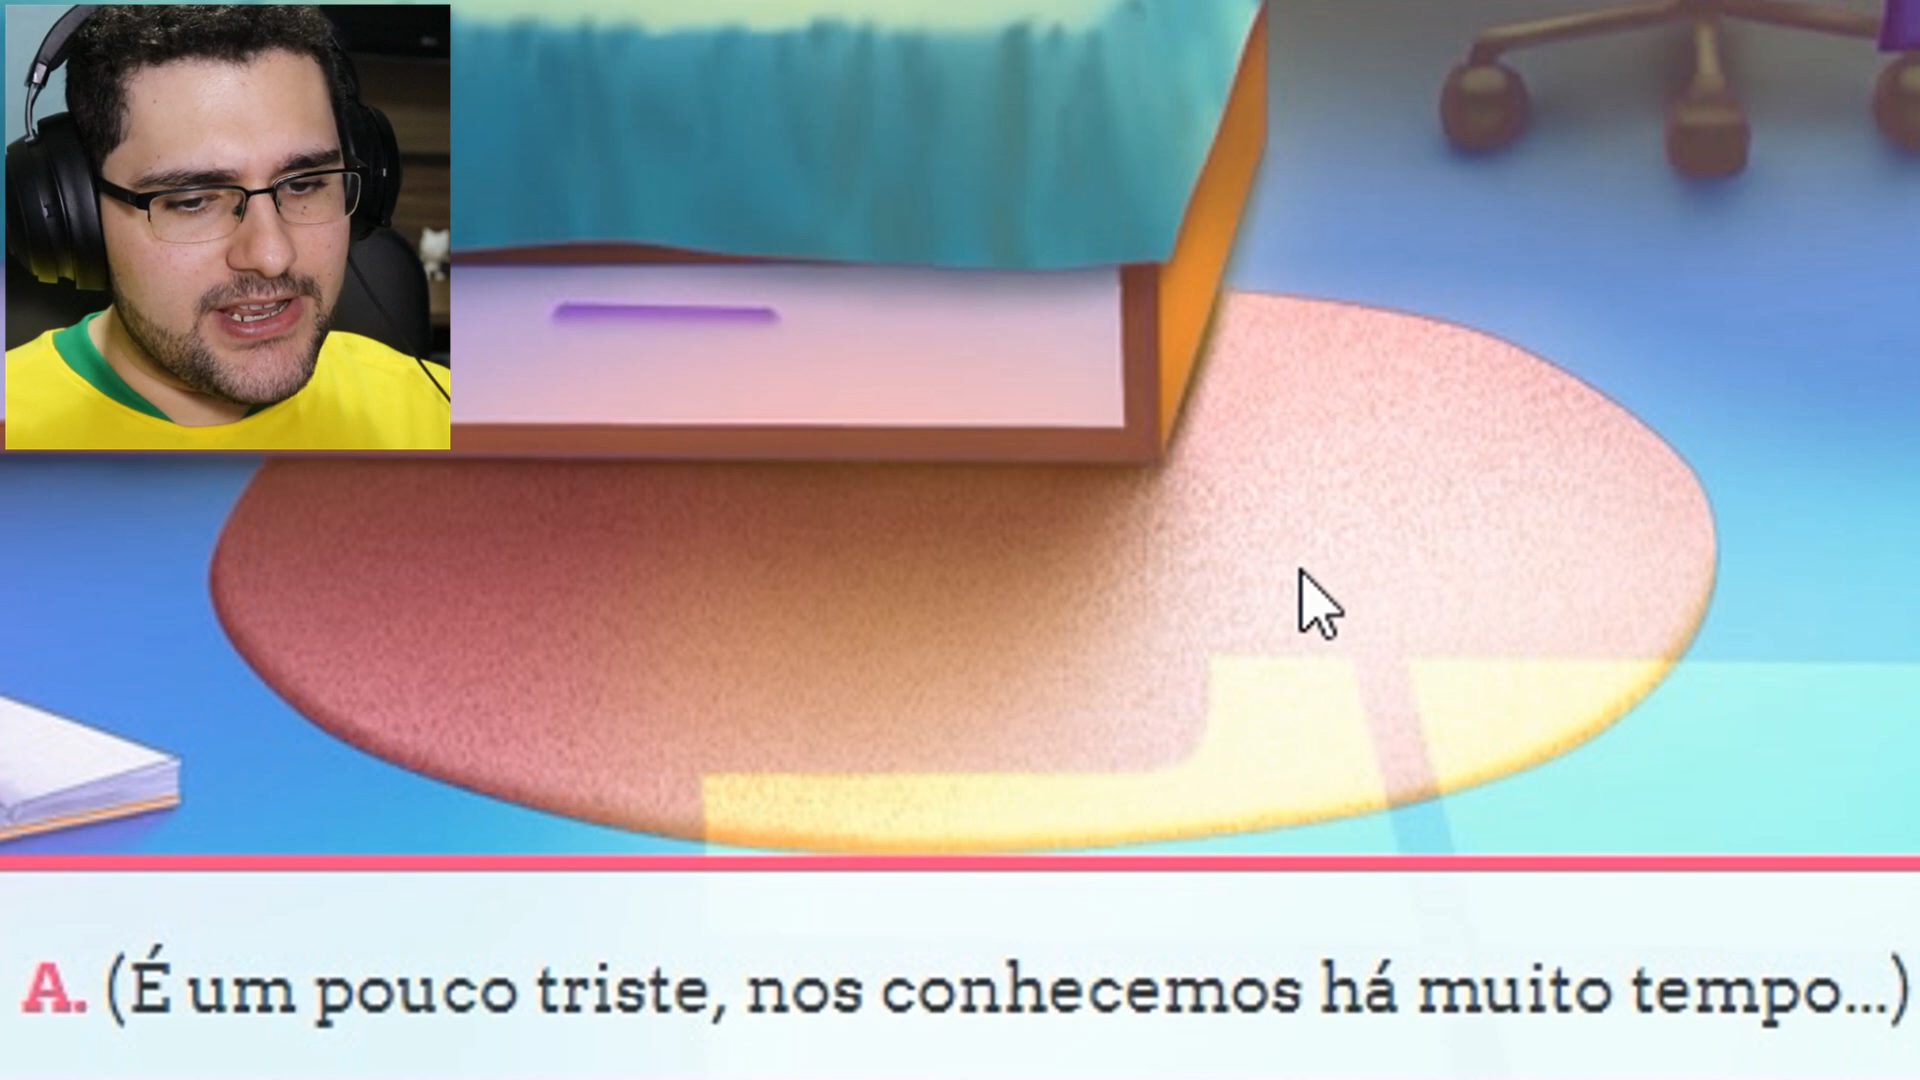 A. (É um pouco triste, nos conhecemos há muito tempo...)